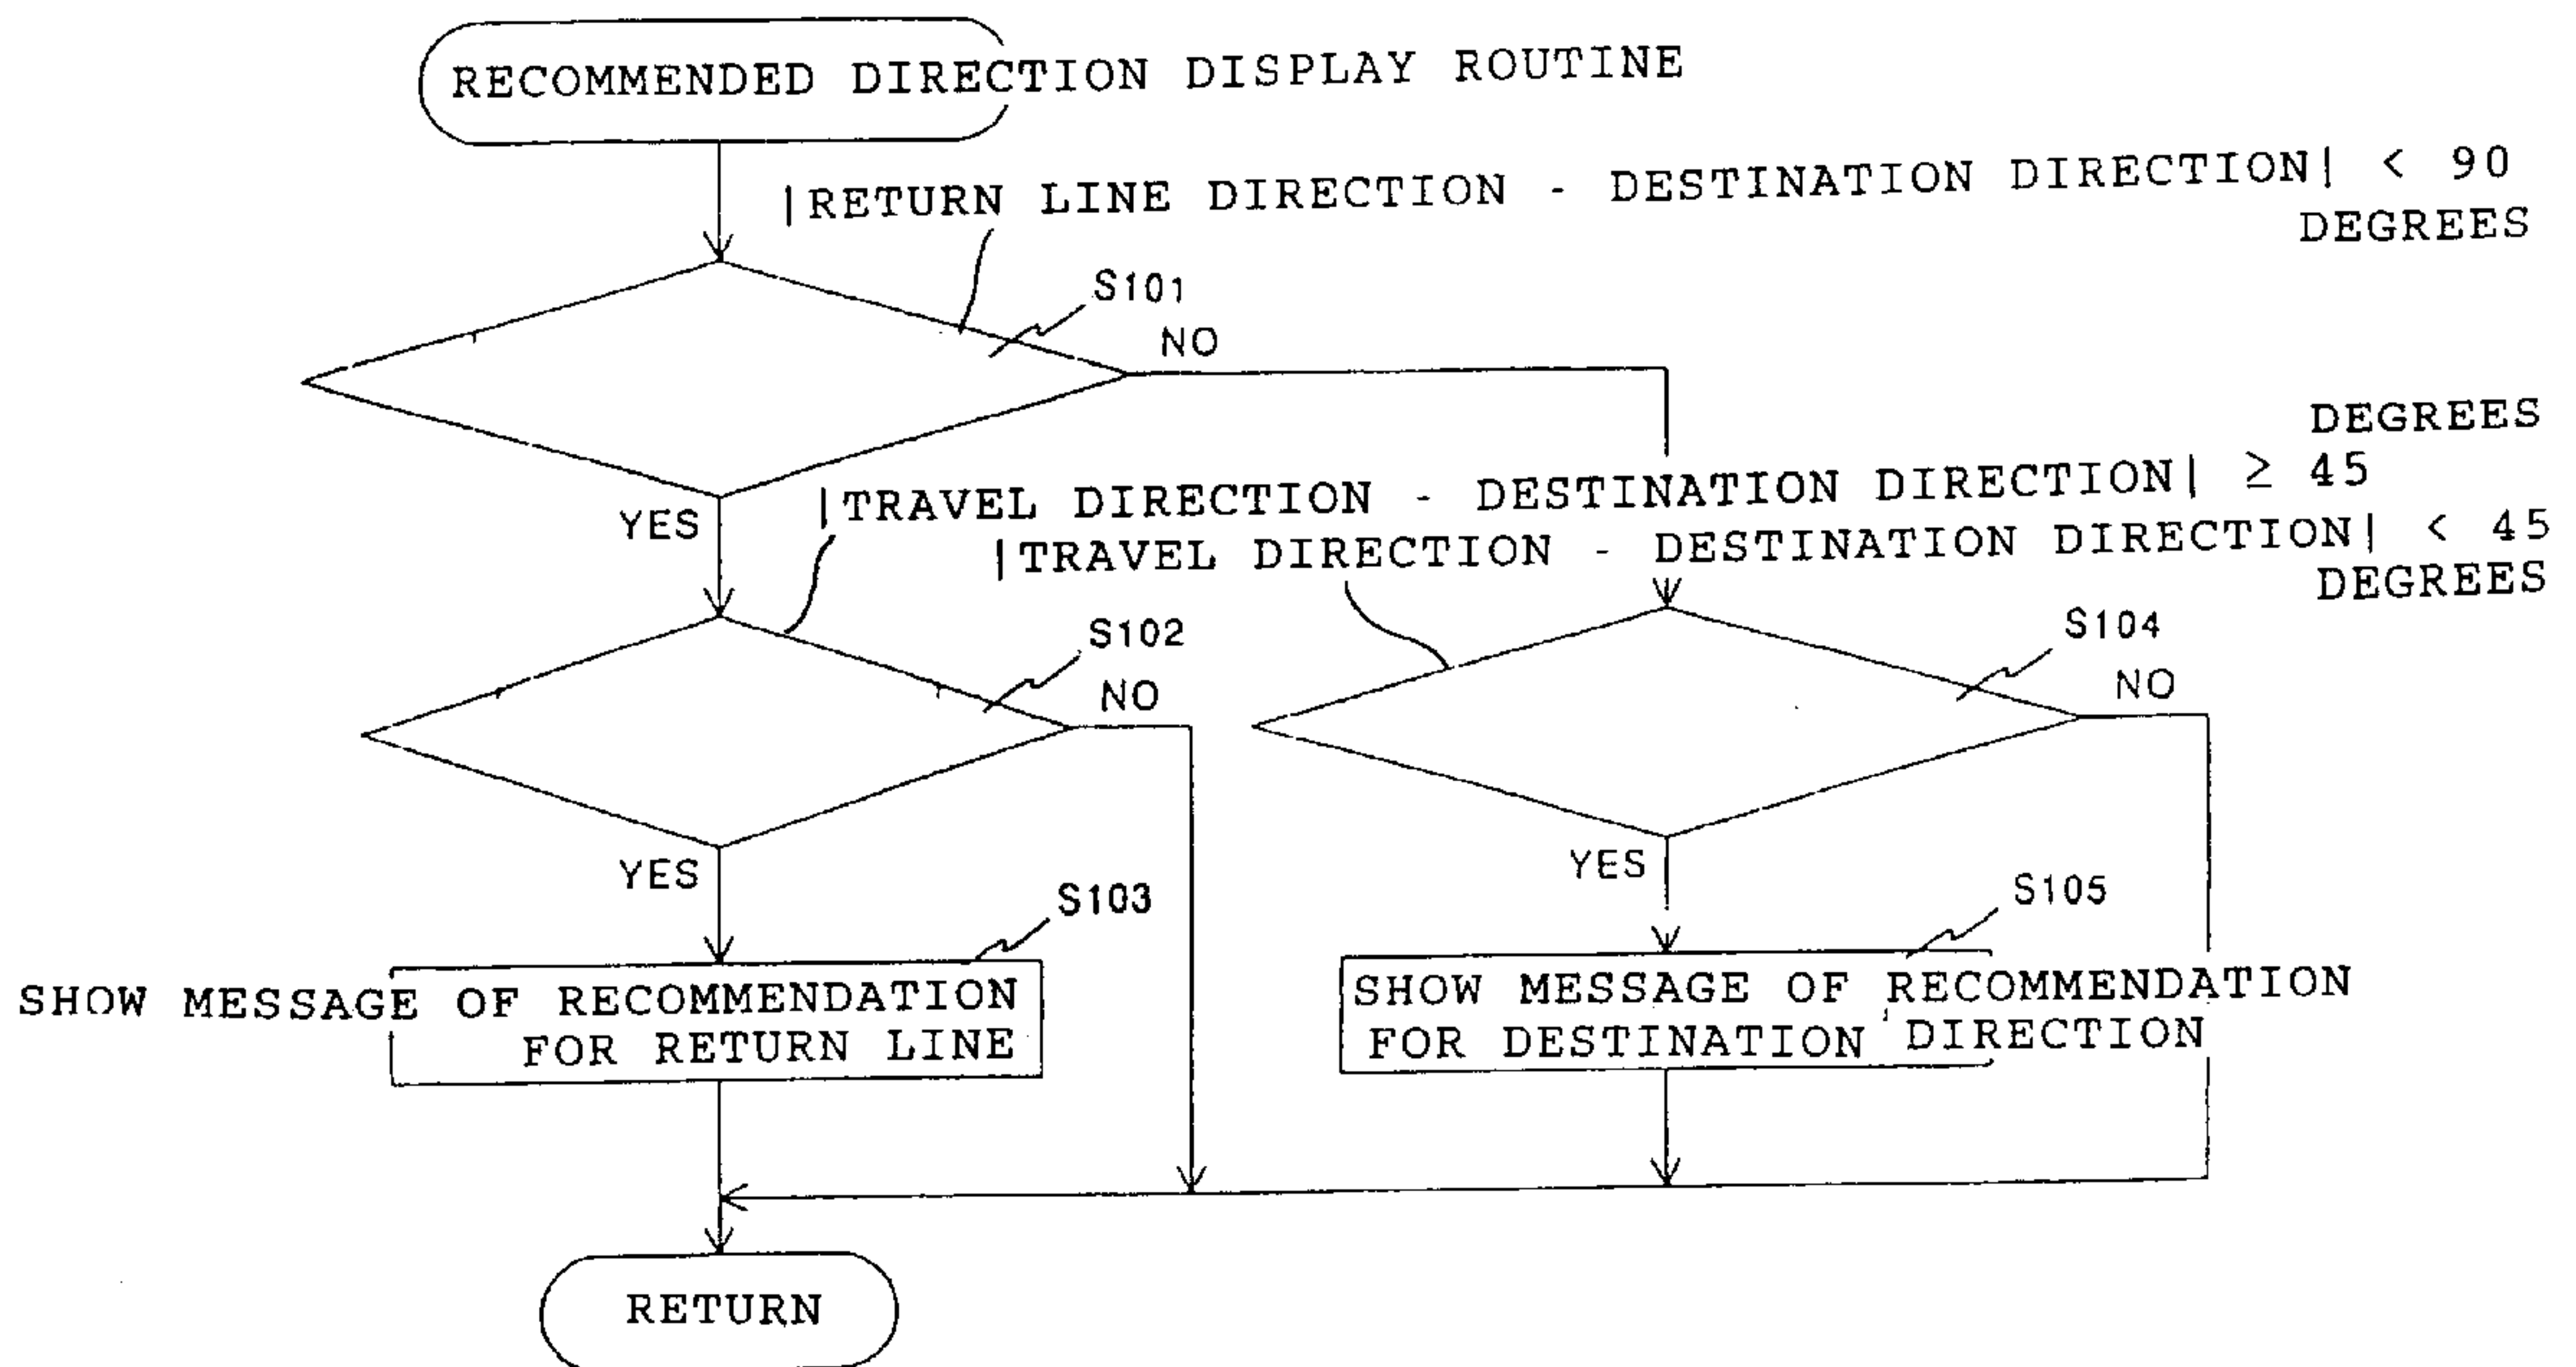 RECOMMENDED DIRECTION DISPLAY ROUTINE
|RETURN LINE DIRECTION - DESTINATION DIRECTION| < 90
DEGREES
S101
NO
DEGREES
|TRAVEL DIRECTION - DESTINATION DIRECTION| ≥ 45
YES
|TRAVEL DIRECTION - DESTINATION DIRECTION| < 45
DEGREES
S102
NO
S104
NO
YES
S103
YES
S105
SHOW MESSAGE OF RECOMMENDATION
FOR RETURN LINE
SHOW MESSAGE OF RECOMMENDATION
FOR DESTINATION DIRECTION
RETURN